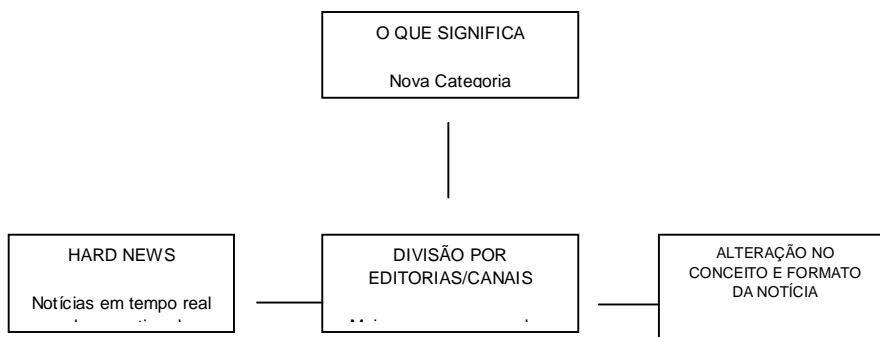 O QUE SIGNIFICA
Nova Categoria
HARD NEWS
Notícias em tempo real
DIVISÃO POR
EDITORIAS/CANAIS
ALTERAÇÃO NO
CONCEITO E FORMATO
DA NOTÍCIA